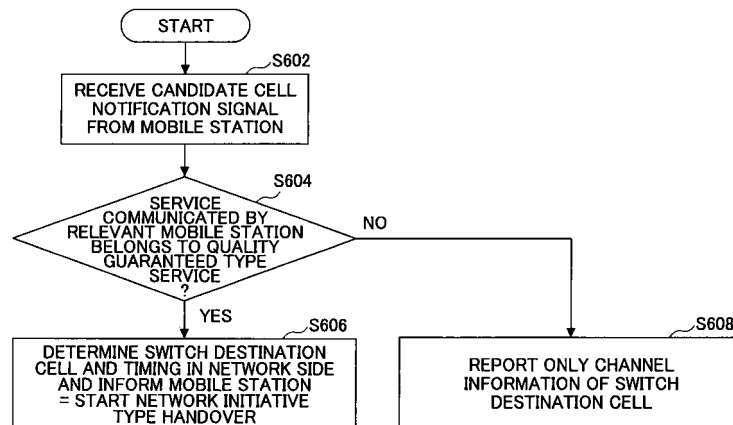 START
S602
RECEIVE CANDIDATE CELL
NOTIFICATION SIGNAL
FROM MOBILE STATION
S604
SERVICE
COMMUNICATED BY
RELEVANT MOBILE STATION
BELONGS TO QUALITY
GUARANTEED TYPE
SERVICE
?
NO
YES
S606
DETERMINE SWITCH DESTINATION
CELL AND TIMING IN NETWORK SIDE
AND INFORM MOBILE STATION
= START NETWORK INITIATIVE
TYPE HANDOVER
S608
REPORT ONLY CHANNEL
INFORMATION OF SWITCH
DESTINATION CELL